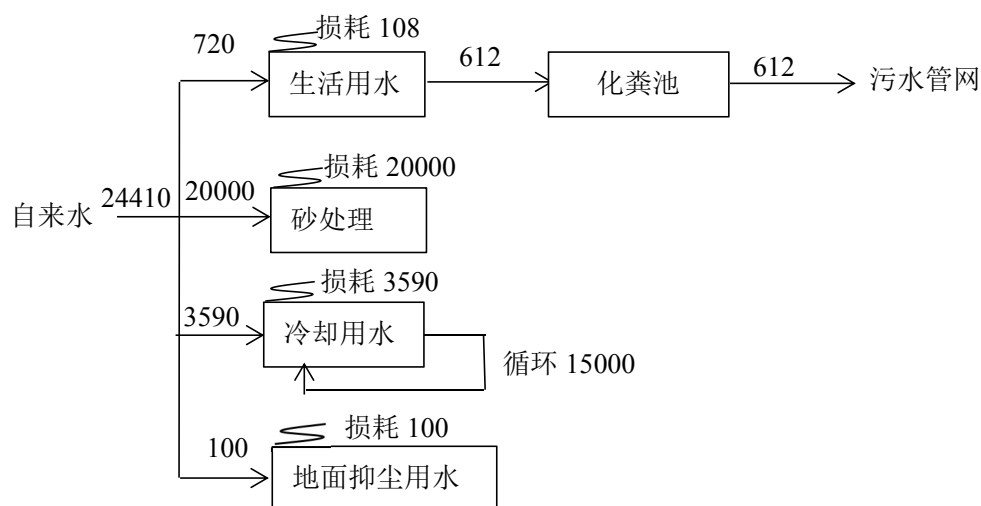 损耗 108
720
612
612
生活用水
化粪池
污水管网
损耗 20000
24410
20000
自来水
砂处理
损耗 3590
3590
冷却用水
循环 15000
损耗 100
100
地面抑尘用水